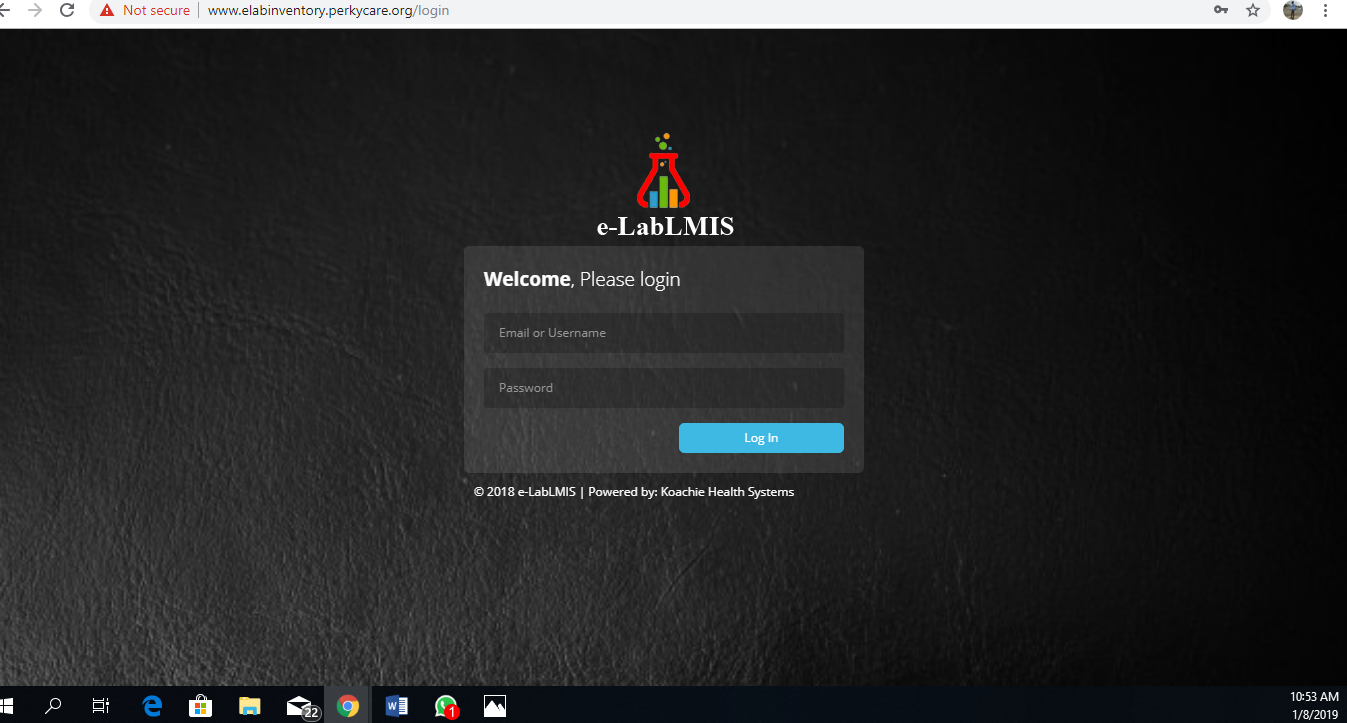 Not secure | www.elabinventory.perkycare.org/login
e-LabLMIS
Welcome, Please login
Email or Username
Password
Log In
© 2018 e-LabLMIS | Powered by: Koachie Health Systems
22
1
10:53 AM
1/8/2019